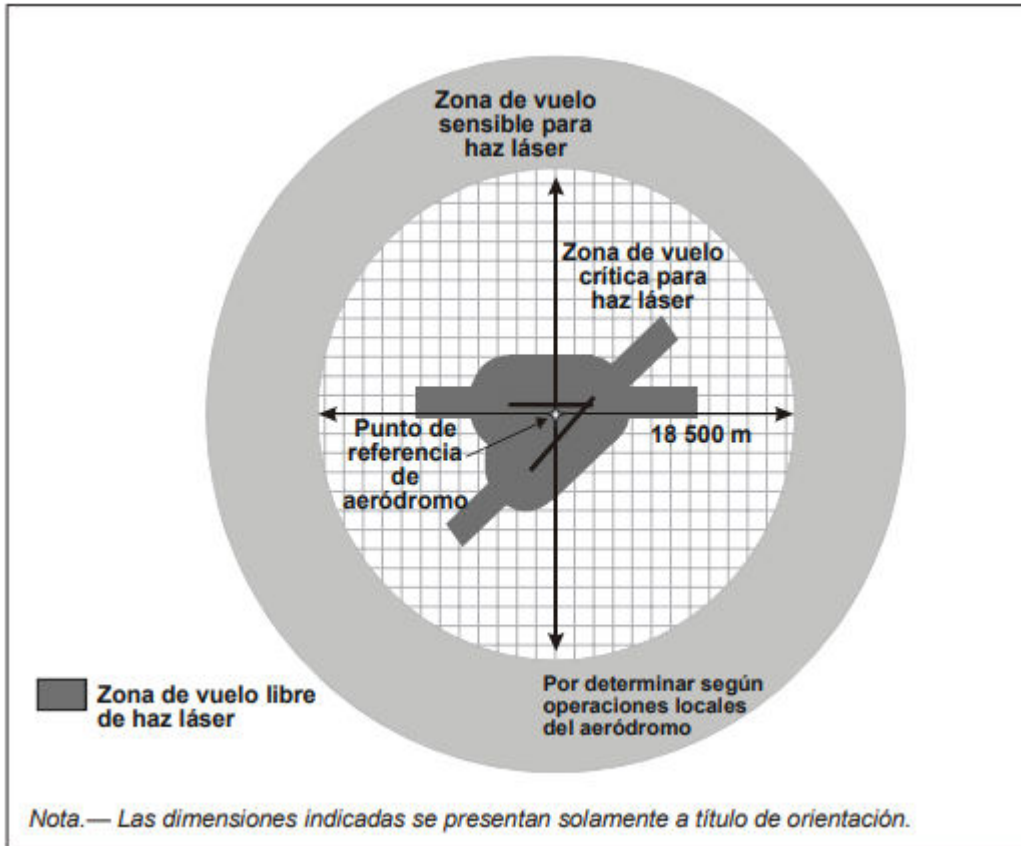 Zona de vuelo
sensible para
haz láser
Zona de vuelo
crítica para
haz láser
Punto de
referencia
de
aeródromo
18 500 m
Zona de vuelo libre
de haz láser
Por determinar según
operaciones locales
del aeródromo
Nota.— Las dimensiones indicadas se presentan solamente a título de orientación.